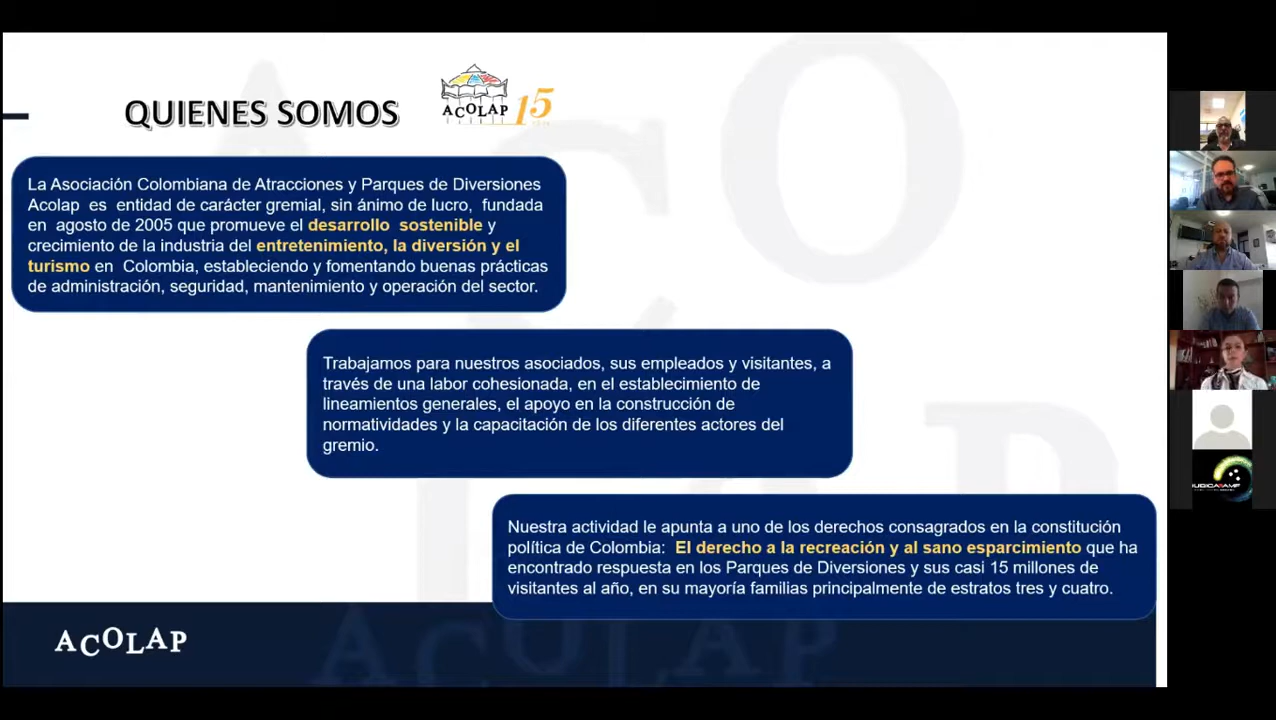 QUIENES SOMOS
ACOLAP 15
La Asociación Colombiana de Atracciones y Parques de Diversiones
Acolap es entidad de carácter gremial, sin ánimo de lucro, fundada
en agosto de 2005 que promueve el desarrollo sostenible y
crecimiento de la industria del entretenimiento, la diversión y el
turismo en Colombia, estableciendo y fomentando buenas prácticas
de administración, seguridad, mantenimiento y operación del sector.
Trabajamos para nuestros asociados, sus empleados y visitantes, a
través de una labor cohesionada, en el establecimiento de
lineamientos generales, el apoyo en la construcción de
normatividades y la capacitación de los diferentes actores del
gremio.
Nuestra actividad le apunta a uno de los derechos consagrados en la constitución
política de Colombia: El derecho a la recreación y al sano esparcimiento que ha
encontrado respuesta en los Parques de Diversiones y sus casi 15 millones de
visitantes al año, en su mayoría familias principalmente de estratos tres y cuatro.
ACOLAP